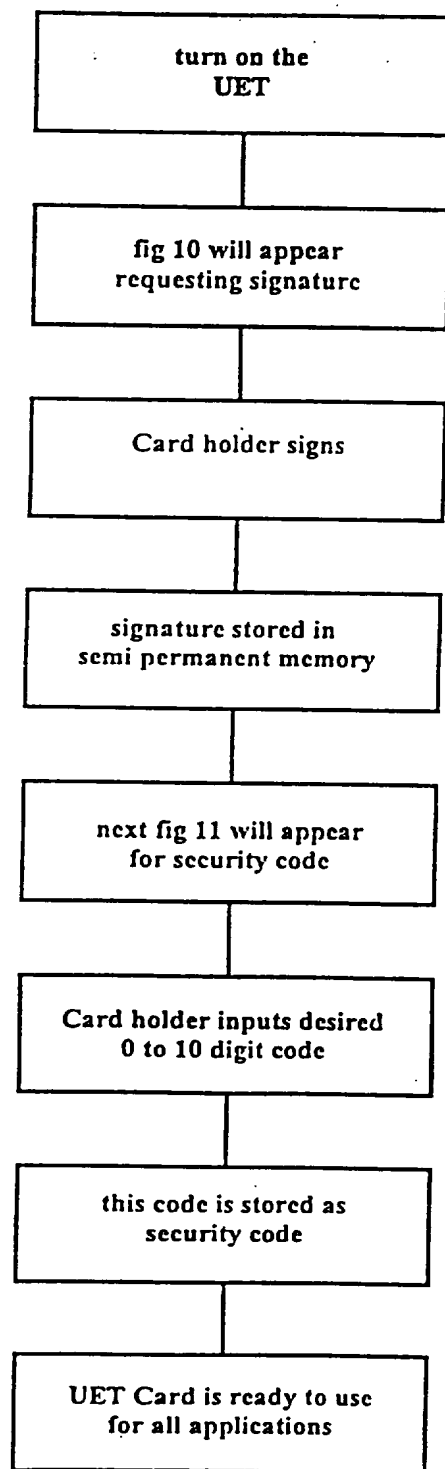 turn on the
UET
fig 10 will appear
requesting signature
Card holder signs
signature stored in
semi permanent memory
next fig 11 will appear
for security code
Card holder inputs desired
0 to 10 digit code
this code is stored as
security code
UET Card is ready to use
for all applications